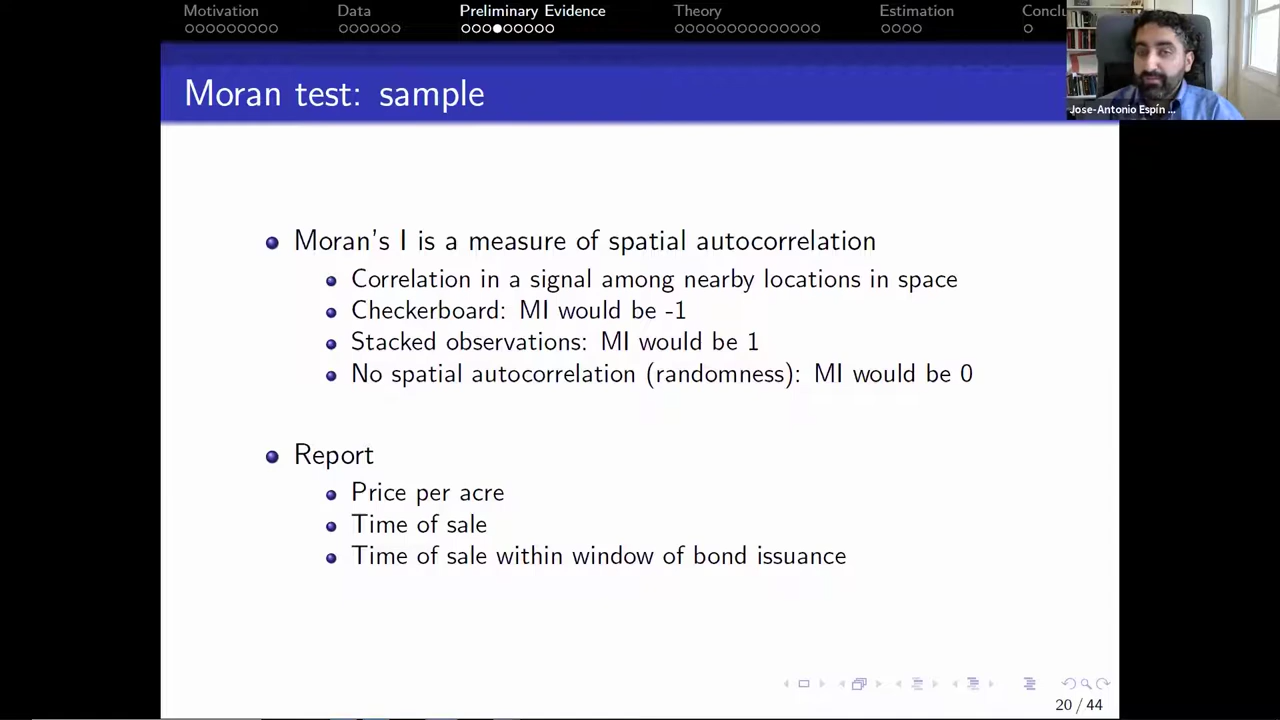 Motivation Data Preliminary Evidence Theory Estimation
Jose-Antonio Espín ...
Moran test: sample
Moran's I is a measure of spatial autocorrelation
Correlation in a signal among nearby locations in space
Checkerboard: MI would be -1
Stacked observations: MI would be 1
No spatial autocorrelation (randomness): MI would be 0
Report
Price per acre
Time of sale
Time of sale within window of bond issuance
20 / 44